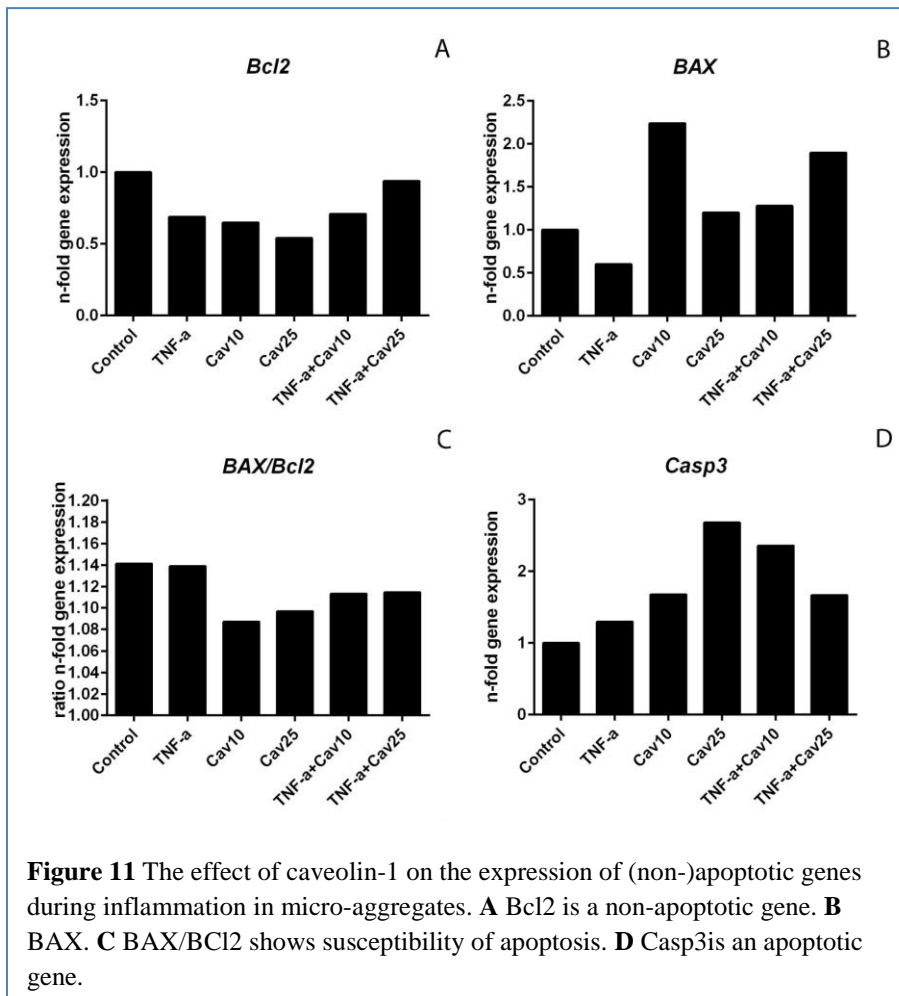 A
Bcl2
n-fold gene expression
1.5
1.0
0.5
0.0
Control
TNF-a
Cav10
Cav25
TNF-a+Cav10
TNF-a+Cav25
B
BAX
n-fold gene expression
2.5
2.0
1.5
1.0
0.5
0.0
Control
TNF-a
Cav10
Cav25
TNF-a+Cav10
TNF-a+Cav25
C
BAX/Bcl2
ratio n-fold gene expression
1.20
1.18
1.16
1.14
1.12
1.10
1.08
1.06
1.04
1.02
1.00
Control
TNF-a
Cav10
Cav25
TNF-a+Cav10
TNF-a+Cav25
D
Casp3
n-fold gene expression
3
2
1
0
Control
TNF-a
Cav10
Cav25
TNF-a+Cav10
TNF-a+Cav25
Figure 11 The effect of caveolin-1 on the expression of (non-)apoptotic genes
during inflammation in micro-aggregates. A Bcl2 is a non-apoptotic gene. B
BAX. C BAX/BCl2 shows susceptibility of apoptosis. D Casp3is an apoptotic
gene.